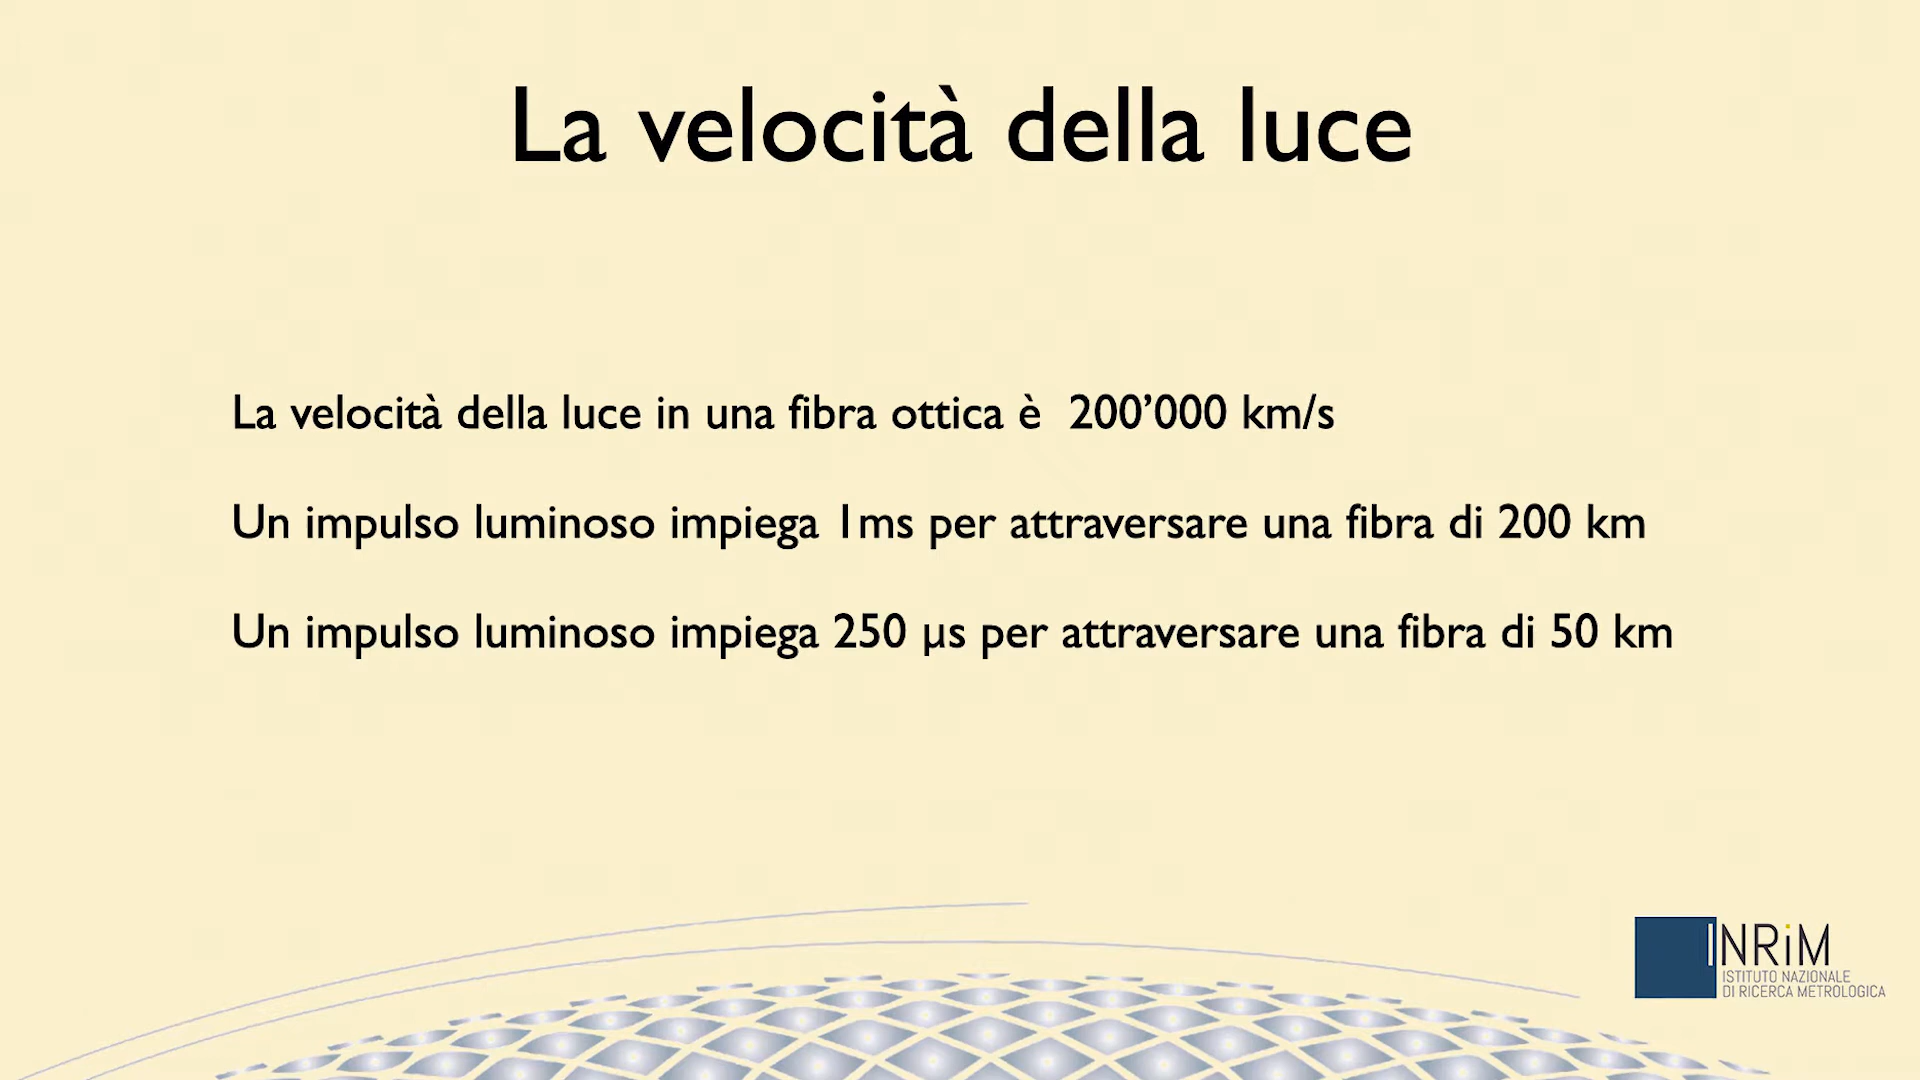 La velocità della luce
La velocità della luce in una fibra ottica è 200’000 km/s
Un impulso luminoso impiega 1ms per attraversare una fibra di 200 km
Un impulso luminoso impiega 250 µs per attraversare una fibra di 50 km
INRiM
ISTITUTO NAZIONALE
DI RICERCA METROLOGICA